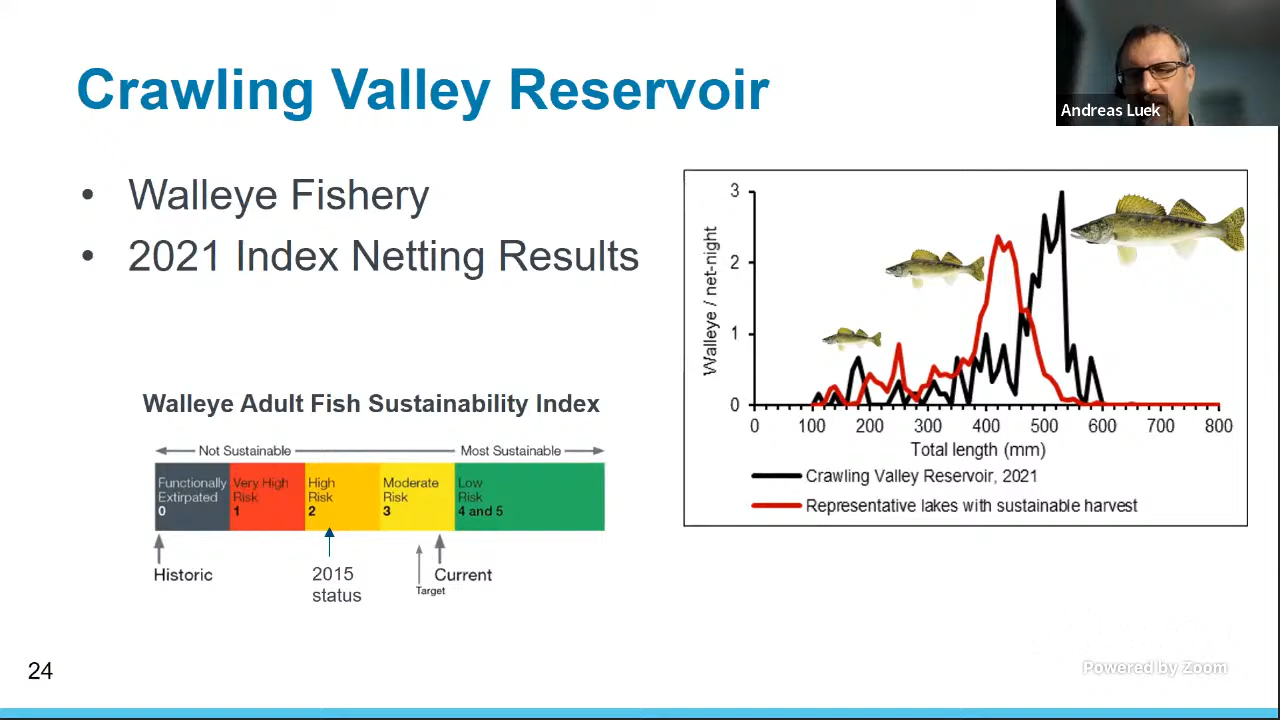 Crawling Valley Reservoir
Andreas Luek
• Walleye Fishery
• 2021 Index Netting Results
Walleye Adult Fish Sustainability Index
Not Sustainable
Most Sustainable
Functionally
Extirpated
0
Very High
Risk
1
High
Risk
2
Moderate
Risk
3
Low
Risk
4 and 5
Historic
2015
status
Target
Current
Walleye / net-night
3
2
1
0
0 100 200 300 400 500 600 700 800
Total length (mm)
Crawling Valley Reservoir, 2021
Representative lakes with sustainable harvest
24
Powered by Zoom